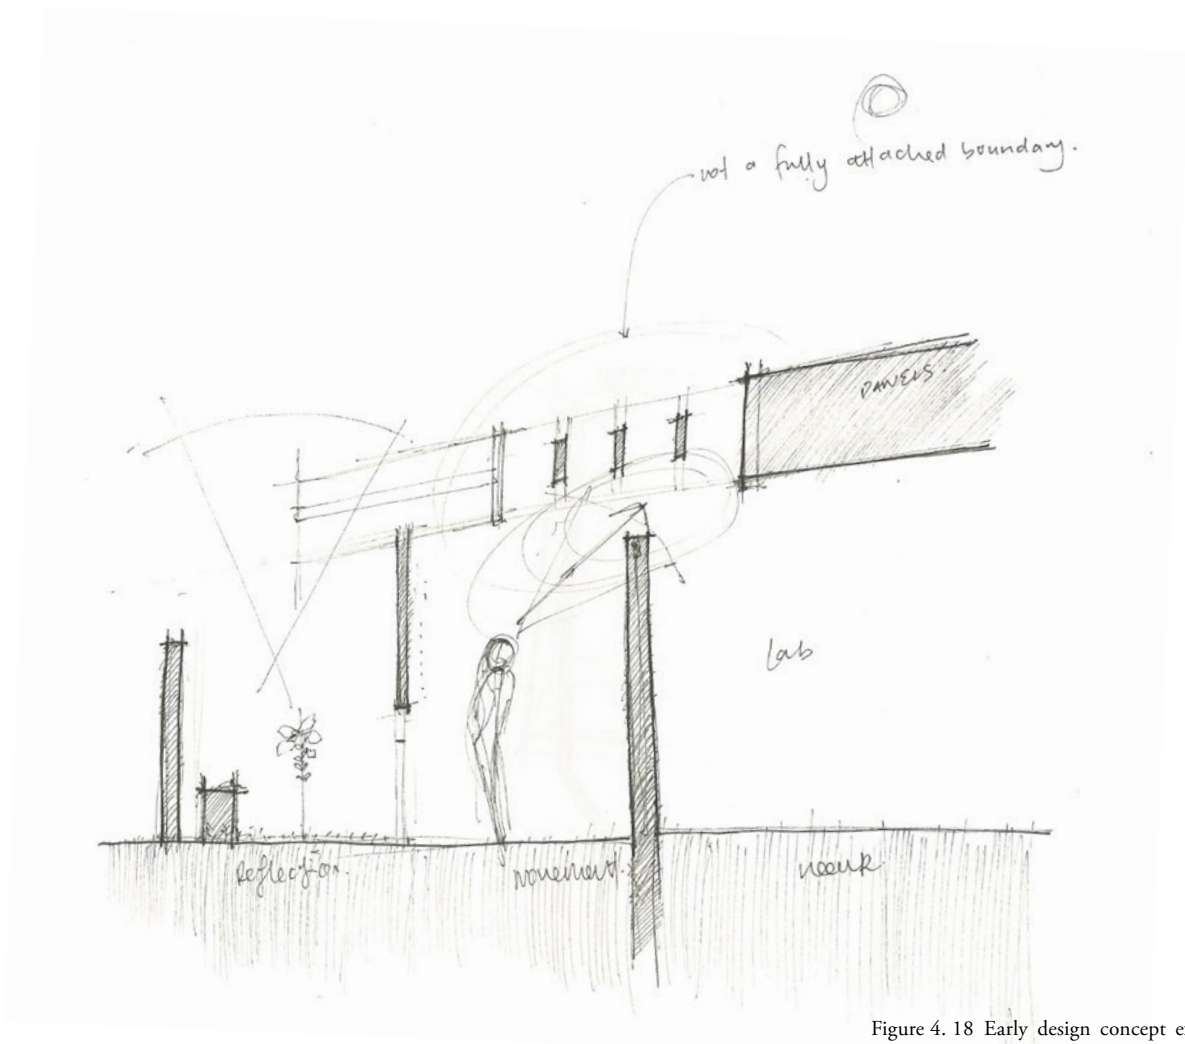 not a fully attached boundary.
PANELS.
Lab
Reflection.
movement.
work
Figure 4. 18 Early design concept e